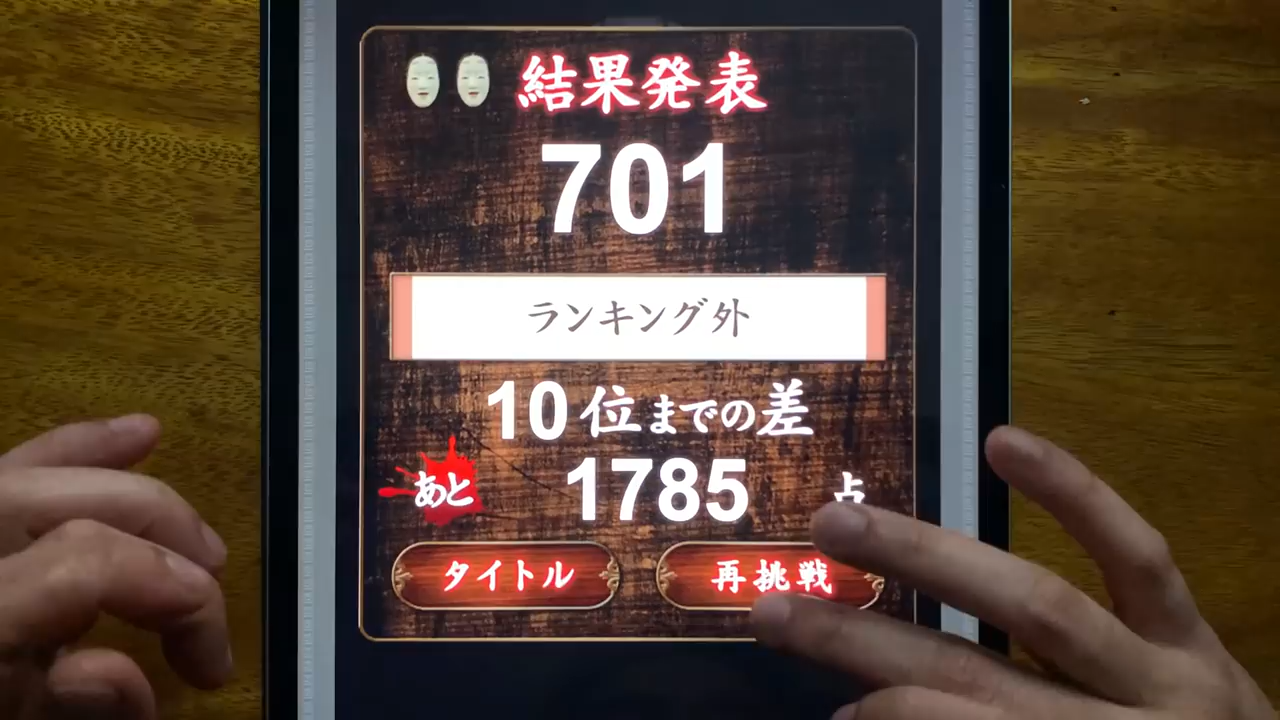 結果発表
701
ランキング外
10位までの差
あと 1785
タイトル 再挑戦